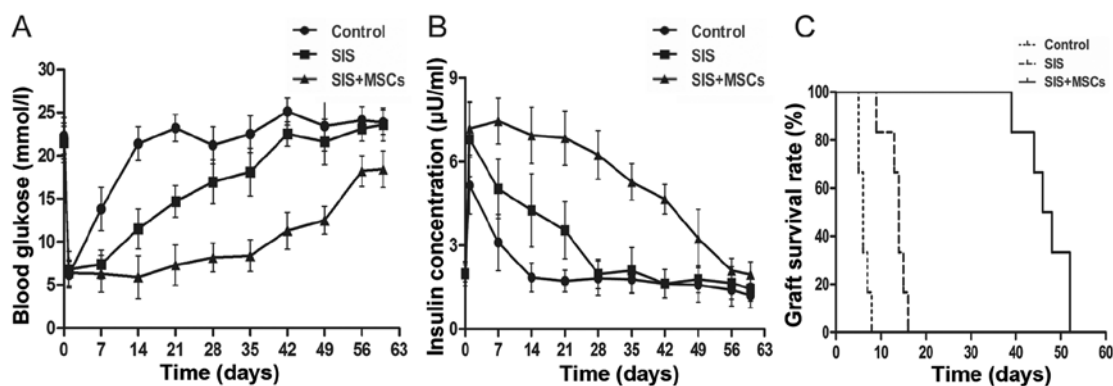 A
Control
SIS
SIS+MSCs
Blood glukose (mmol/l)
30
25
20
15
10
5
0
0 7 14 21 28 35 42 49 56 63
Time (days)
B
Control
SIS
SIS+MSCs
Insulin concentration (µU/ml)
9
6
3
0
0 7 14 21 28 35 42 49 56 63
Time (days)
C
Control
SIS
SIS+MSCs
Graft survival rate (%)
100
80
60
40
20
0
0 10 20 30 40 50 60
Time (days)